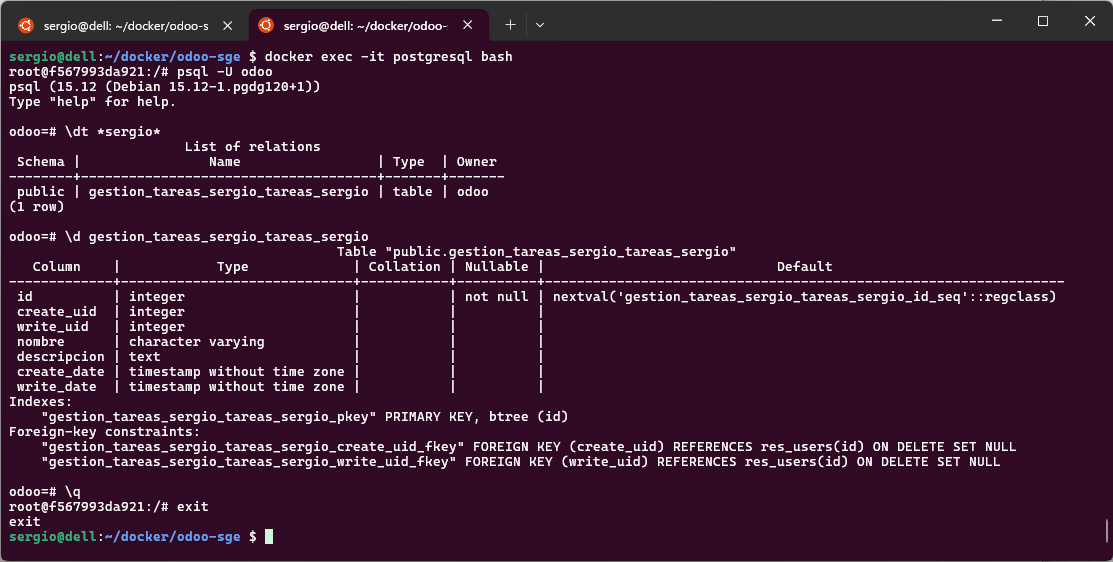 sergio@dell: ~/docker/odoo-s
sergio@dell: ~/docker/odoo-
sergio@dell:~/docker/odoo-sge $ docker exec -it postgresql bash
root@f567993da921:/# psql -U odoo
psql (15.12 (Debian 15.12-1.pgdg120+1))
Type "help" for help.
odoo=# \dt *sergio*
List of relations
Schema | Name | Type | Owner
--------+-------------------------------------+-------+-------
public | gestion_tareas_sergio_tareas_sergio | table | odoo
(1 row)
odoo=# \d gestion_tareas_sergio_tareas_sergio
Table "public.gestion_tareas_sergio_tareas_sergio"
Column | Type | Collation | Nullable | Default
-------------+-----------------------------+-----------+----------+-----------------------------------------------------------------
id | integer | | not null | nextval('gestion_tareas_sergio_tareas_sergio_id_seq'::regclass)
create_uid | integer | | |
write_uid | integer | | |
nombre | character varying | | |
descripcion | text | | |
create_date | timestamp without time zone | | |
write_date | timestamp without time zone | | |
Indexes:
"gestion_tareas_sergio_tareas_sergio_pkey" PRIMARY KEY, btree (id)
Foreign-key constraints:
"gestion_tareas_sergio_tareas_sergio_create_uid_fkey" FOREIGN KEY (create_uid) REFERENCES res_users(id) ON DELETE SET NULL
"gestion_tareas_sergio_tareas_sergio_write_uid_fkey" FOREIGN KEY (write_uid) REFERENCES res_users(id) ON DELETE SET NULL
odoo=# \q
root@f567993da921:/# exit
exit
sergio@dell:~/docker/odoo-sge $